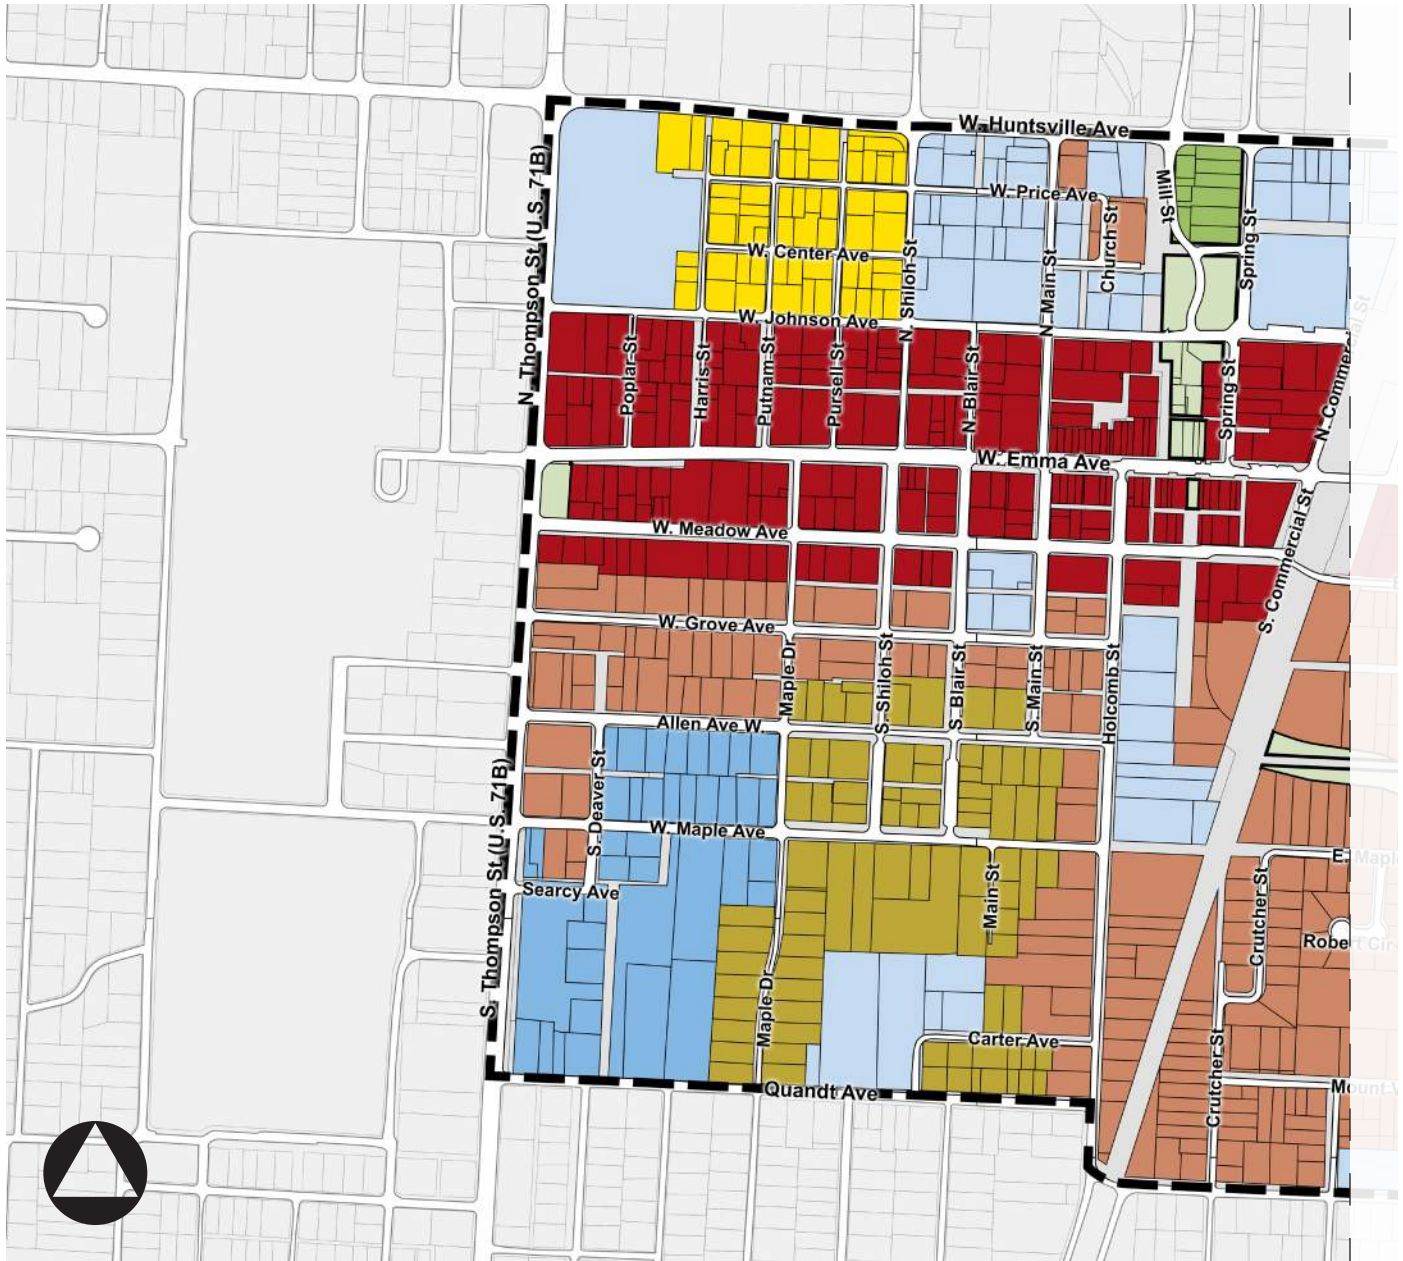 W. Huntsville Ave
N. Thompson St (U.S. 71B)
Mill St
W. Price Ave
Church St
Spring St
W. Center Ave
N. Shiloh St
N. Main St
W. Johnson Ave
Poplar St
Harris St
Putnam St
Pursell St
N. Blair St
Spring St
N. Commercial St
W. Emma Ave
W. Meadow Ave
S. Commercial St
W. Grove Ave
Maple Dr
S. Shiloh St
S. Blair St
S. Main St
Holcomb St
Allen Ave W.
S. Deaver St
S. Thompson St (U.S. 71B)
W. Maple Ave
E. Maple
Searcy Ave
Main St
Crutcher St
Robert Cir
Maple Dr
Carter Ave
Crutcher St
Quandt Ave
Mount V